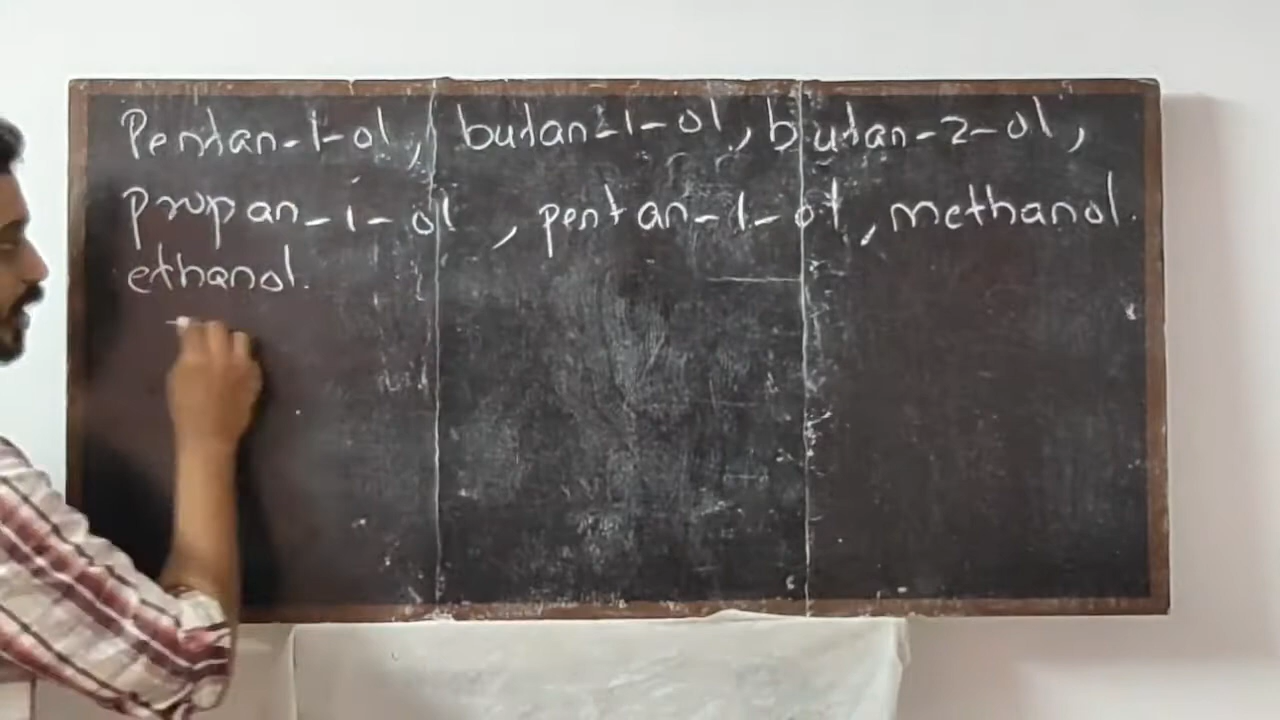 Pentan-1-ol, butan-1-ol, butan-2-ol,
Propan-1-ol, pentan-1-ol, methanol.
ethanol.